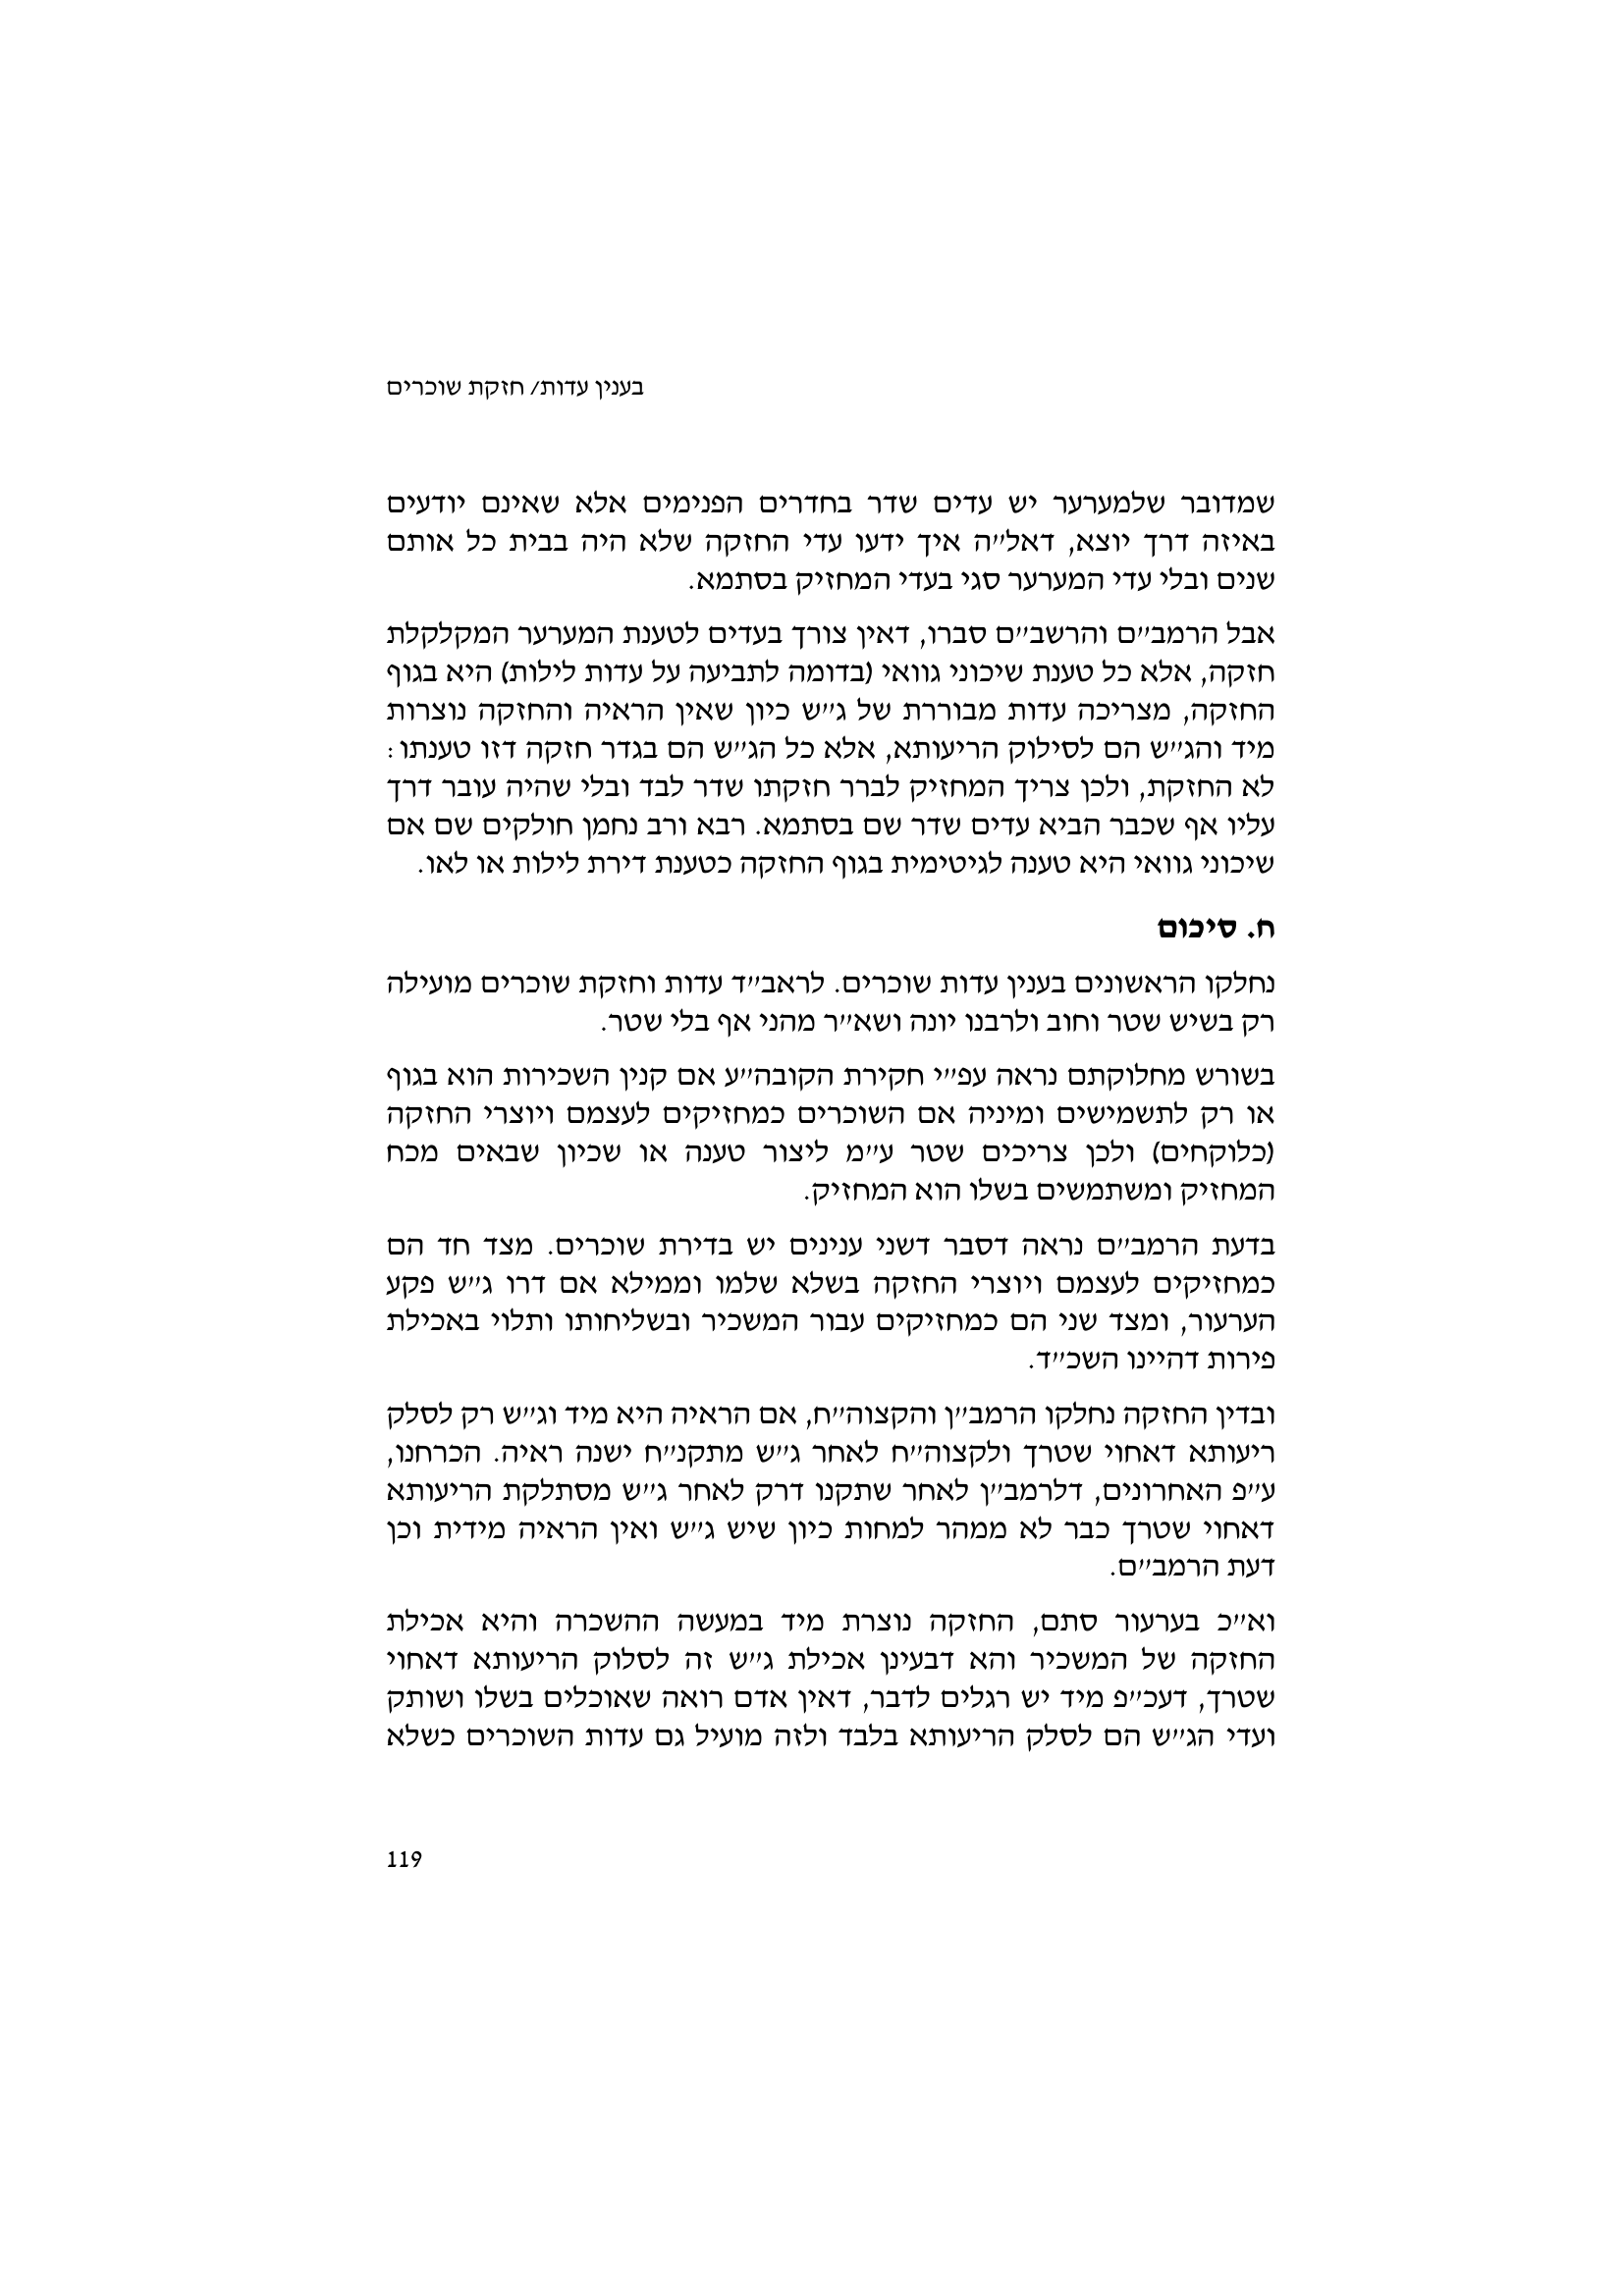 בענין עדות/ חזקת שוכרים
שמדובר שלמערער יש עדים שדר בחדרים הפנימים אלא שאינם יודעים
באיזה דרך יוצא, דאל״ה איך ידעו עדי החזקה שלא היה בבית כל אותם
שנים ובלי עדי המערער סגי בעדי המחזיק בסתמא.
אבל הרמב״ם והרשב״ם סברו, דאין צורך בעדים לטענת המערער המקלקלת
חזקה, אלא כל טענת שיכוני גוואי (בדומה לתביעה על עדות לילות) היא בגוף
החזקה, מצריכה עדות מבוררת של ג״ש כיון שאין הראיה והחזקה נוצרות
מיד והג״ש הם לסילוק הריעותא, אלא כל הג״ש הם בגדר חזקה דזו טענתו:
לא החזקת, ולכן צריך המחזיק לברר חזקתו שדר לבד ובלי שהיה עובר דרך
עליו אף שכבר הביא עדים שדר שם בסתמא. רבא ורב נחמן חולקים שם אם
שיכוני גוואי היא טענה לגיטימית בגוף החזקה כטענת דירת לילות או לאו.
ח. סיכום
נחלקו הראשונים בענין עדות שוכרים. לראב״ד עדות וחזקת שוכרים מועילה
רק בשיש שטר וחוב ולרבנו יונה ושא״ר מהני אף בלי שטר.
בשורש מחלוקתם נראה עפ״י חקירת הקובה״ע אם קנין השכירות הוא בגוף
או רק לתשמישים ומיניה אם השוכרים כמחזיקים לעצמם ויוצרי החזקה
(כלוקחים) ולכן צריכים שטר ע״מ ליצור טענה או שכיון שבאים מכח
המחזיק ומשתמשים בשלו הוא המחזיק.
בדעת הרמב״ם נראה דסבר דשני ענינים יש בדירת שוכרים. מצד חד הם
כמחזיקים לעצמם ויוצרי החזקה בשלא שלמו וממילא אם דרו ג״ש פקע
הערעור, ומצד שני הם כמחזיקים עבור המשכיר ובשליחותו ותלוי באכילת
פירות דהיינו השכ״ד.
ובדין החזקה נחלקו הרמב״ן והקצוה״ח, אם הראיה היא מיד וג״ש רק לסלק
ריעותא דאחוי שטרך ולקצוה״ח לאחר ג״ש מתקנ״ח ישנה ראיה. הכרחנו,
ע״פ האחרונים, דלרמב״ן לאחר שתקנו דרק לאחר ג״ש מסתלקת הריעותא
דאחוי שטרך כבר לא ממהר למחות כיון שיש ג״ש ואין הראיה מידית וכן
דעת הרמב״ם.
וא״כ בערעור סתם, החזקה נוצרת מיד במעשה ההשכרה והיא אכילת
החזקה של המשכיר והא דבעינן אכילת ג״ש זה לסלוק הריעותא דאחוי
שטרך, דעכ״פ מיד יש רגלים לדבר, דאין אדם רואה שאוכלים בשלו ושותק
ועדי הג״ש הם לסלק הריעותא בלבד ולזה מועיל גם עדות השוכרים כשלא
119